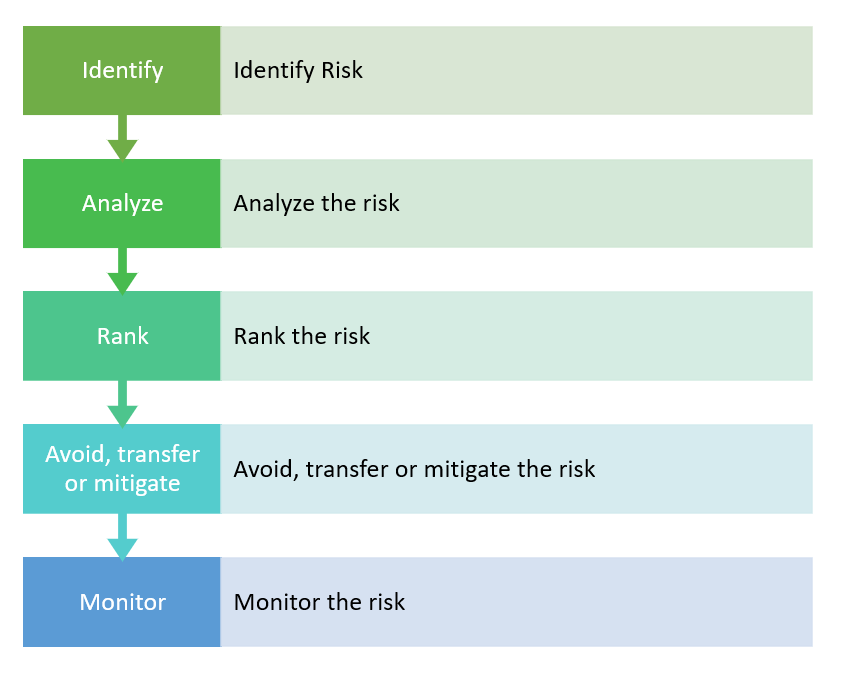 Identify
Identify Risk
Analyze
Analyze the risk
Rank
Rank the risk
Avoid, transfer
or mitigate
Avoid, transfer or mitigate the risk
Monitor
Monitor the risk